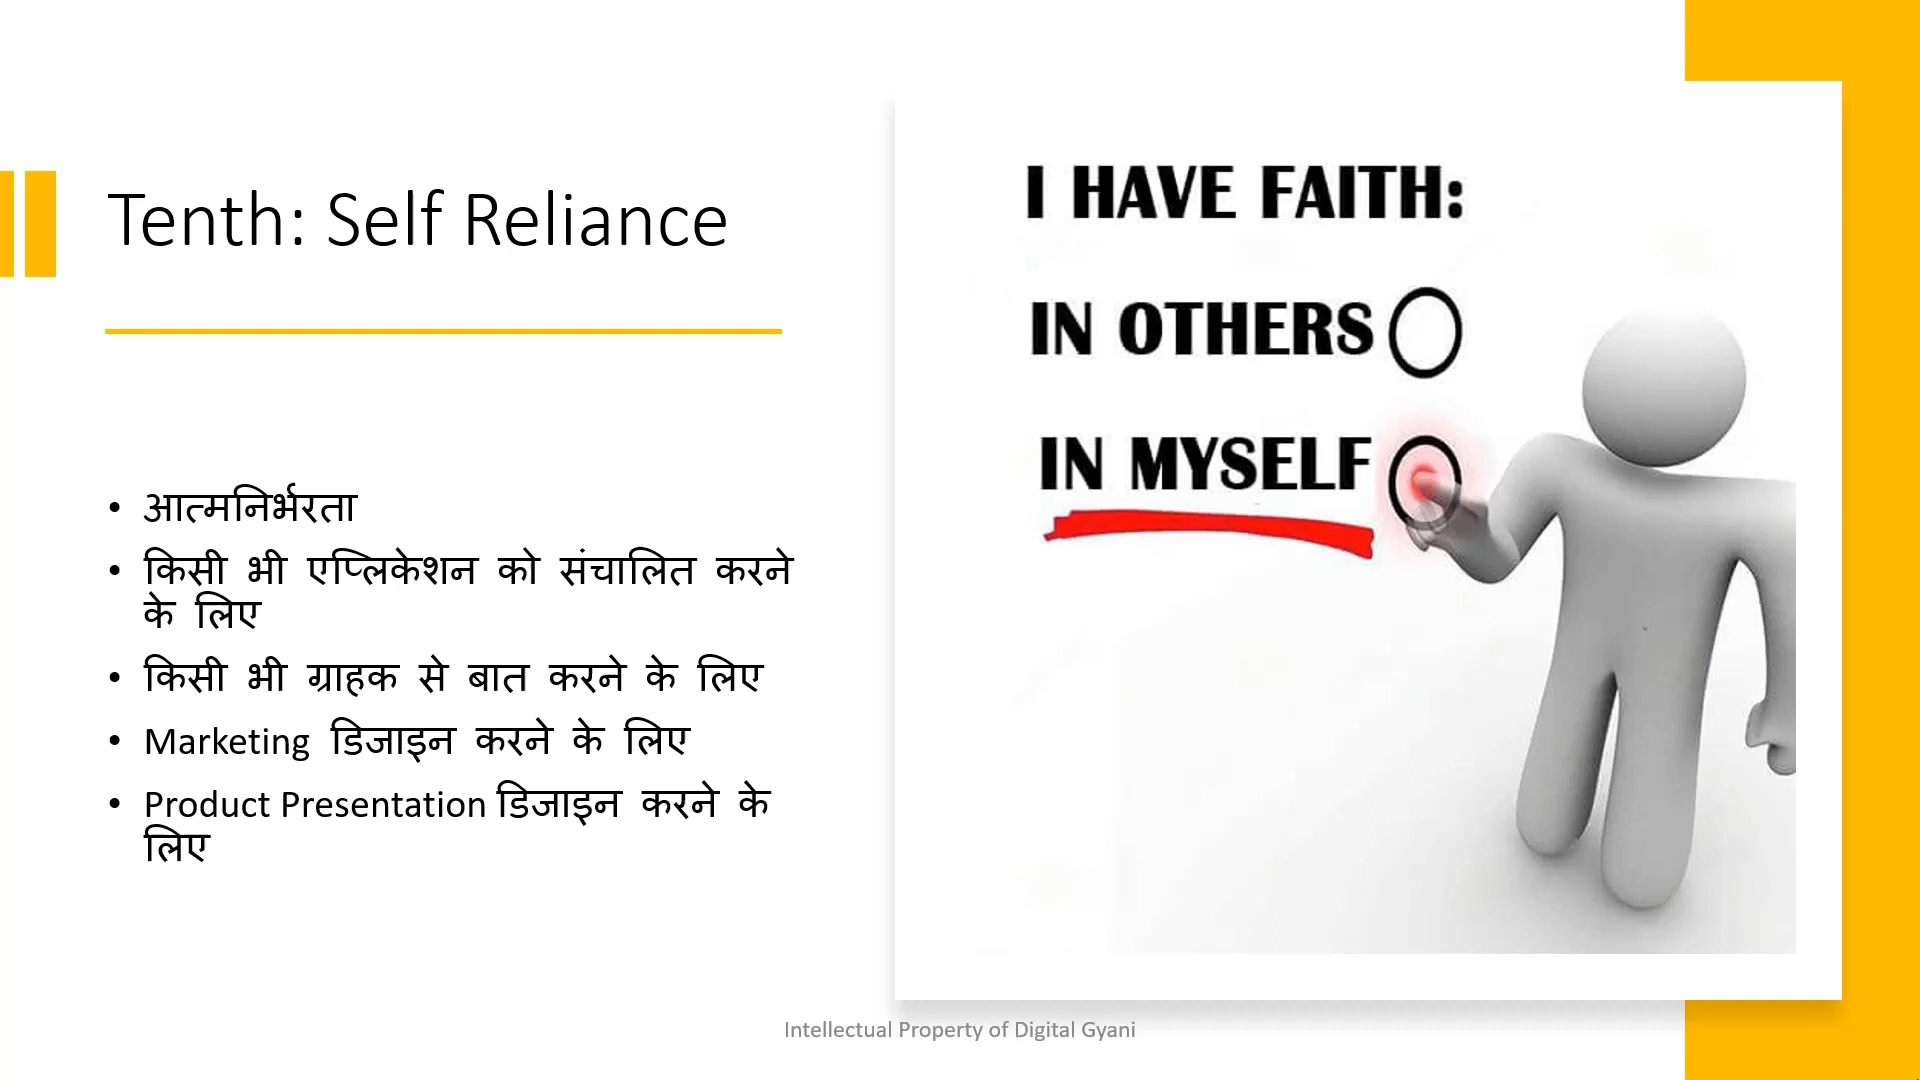 Tenth: Self Reliance
• आत्मनिर्भरता
• किसी भी एप्लिकेशन को संचालित करने
के लिए
• किसी भी ग्राहक से बात करने के लिए
• Marketing डिजाइन करने के लिए
• Product Presentation डिजाइन करने के
लिए
I HAVE FAITH:
IN OTHERS
IN MYSELF
Intellectual Property of Digital Gyani